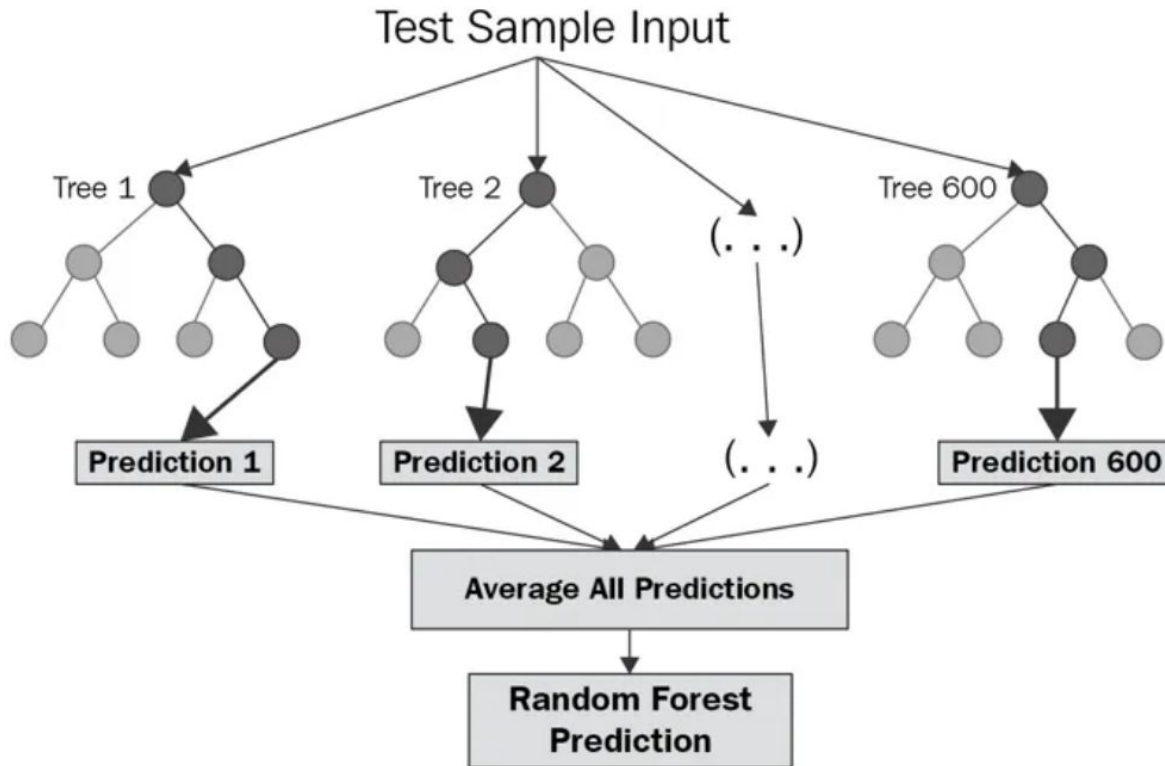 Test Sample Input
Tree 1
Tree 2
Tree 600
(. . .)
Prediction 1
Prediction 2
(. . .)
Prediction 600
Average All Predictions
Random Forest
Prediction